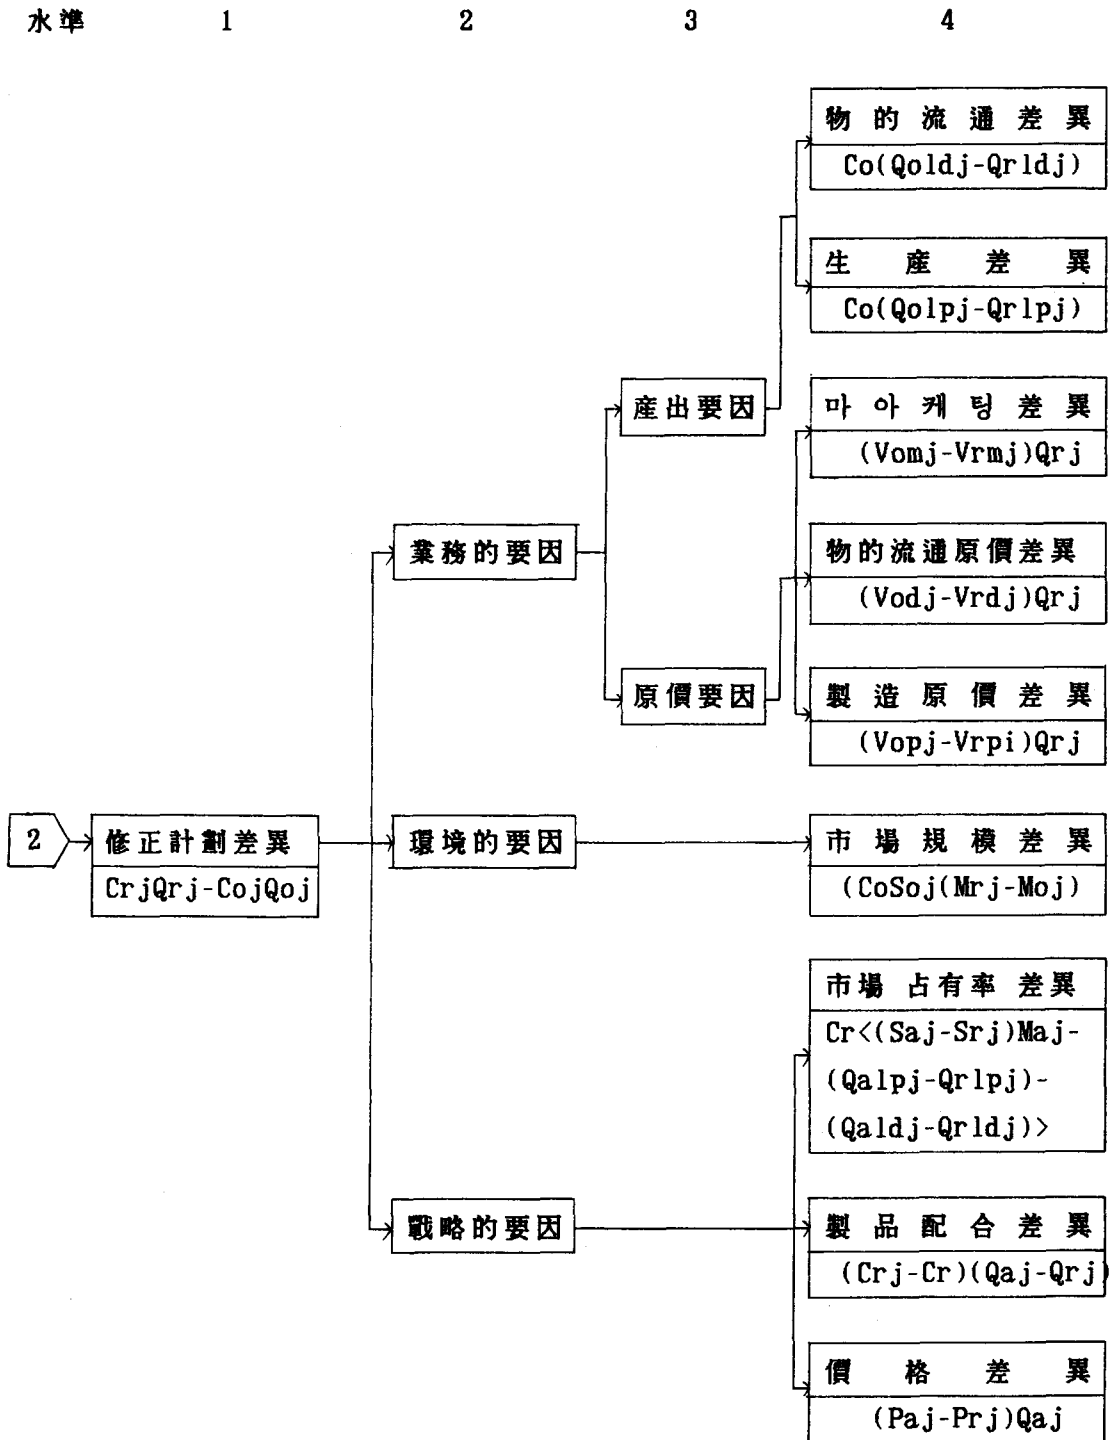 水準 1 2 3 4
物的流通差異
Co(Qoldj-Qrldj)
生產差異
Co(Qolpj-Qrlpj)
產出要因
마아케팅差異
(Vomj-Vrmj)Qrj
業務的要因
物的流通原價差異
(Vodj-Vrdj)Qrj
原價要因
製造原價差異
(Vopj-Vrpi)Qrj
2
修正計劃差異
CrjQrj-CojQoj
環境的要因
市場規模差異
(CoSoj(Mrj-Moj)
市場 占有率 差異
Cr<(Saj-Srj)Maj-
(Qalpj-Qrlpj)-
(Qaldj-Qrldj)>
戰略的要因
製品配合差異
(Crj-Cr)(Qaj-Qrj)
價格差異
(Paj-Prj)Qaj